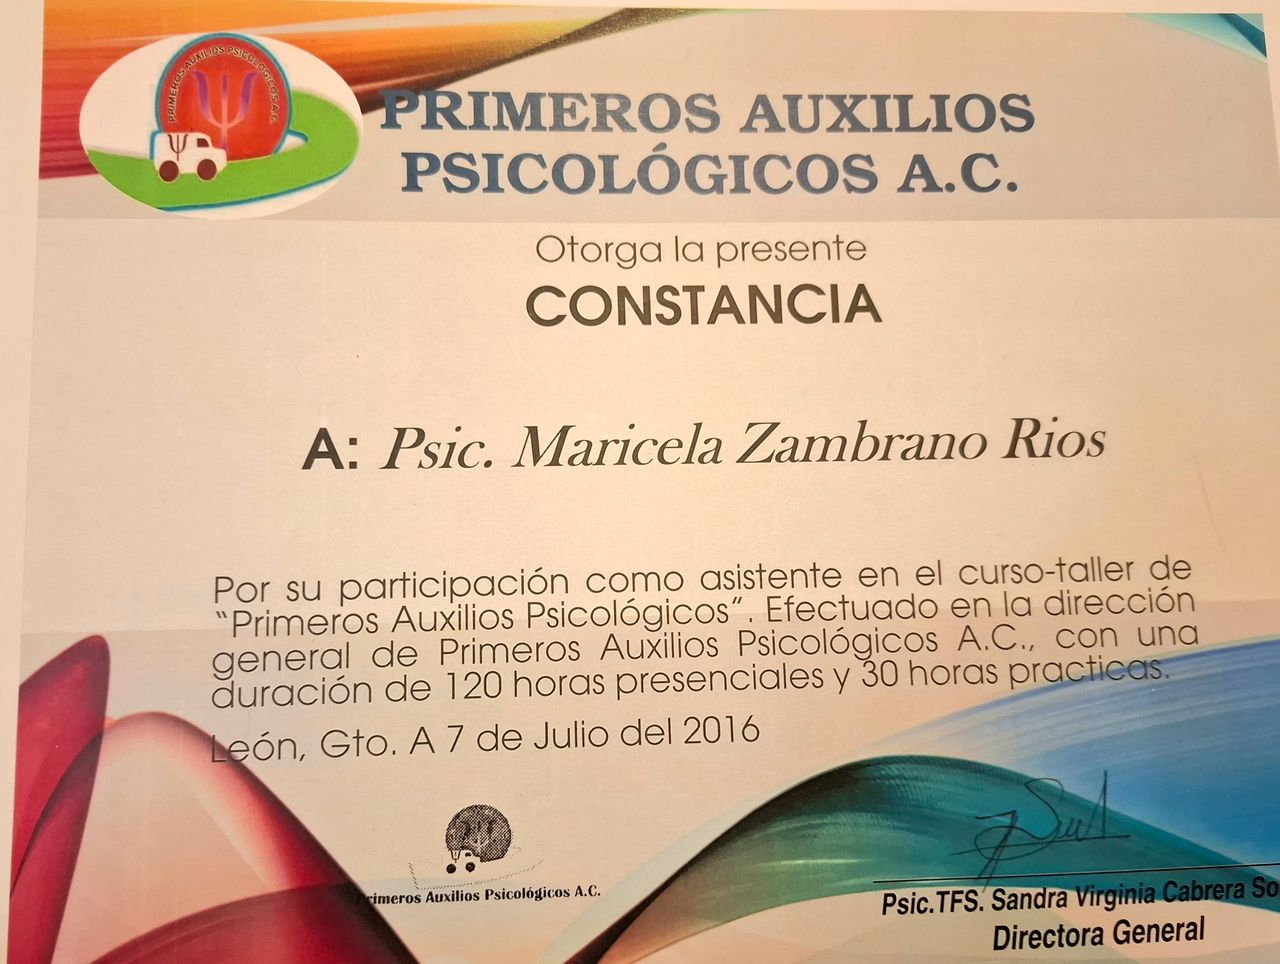 PRIMEROS AUXILIOS PSICOLOGICOS A.C.
PRIMEROS AUXILIOS
PSICOLÓGICOS A.C.
Otorga la presente
CONSTANCIA
A: Psic. Maricela Zambrano Rios
Por su participación como asistente en el curso-taller de
“Primeros Auxilios Psicológicos”. Efectuado en la dirección
general de Primeros Auxilios Psicológicos A.C., con una
duración de 120 horas presenciales y 30 horas practicas.
León, Gto. A 7 de Julio del 2016
Primeros Auxilios Psicológicos A.C.
Psic.TFS. Sandra Virginia Cabrera
Directora General